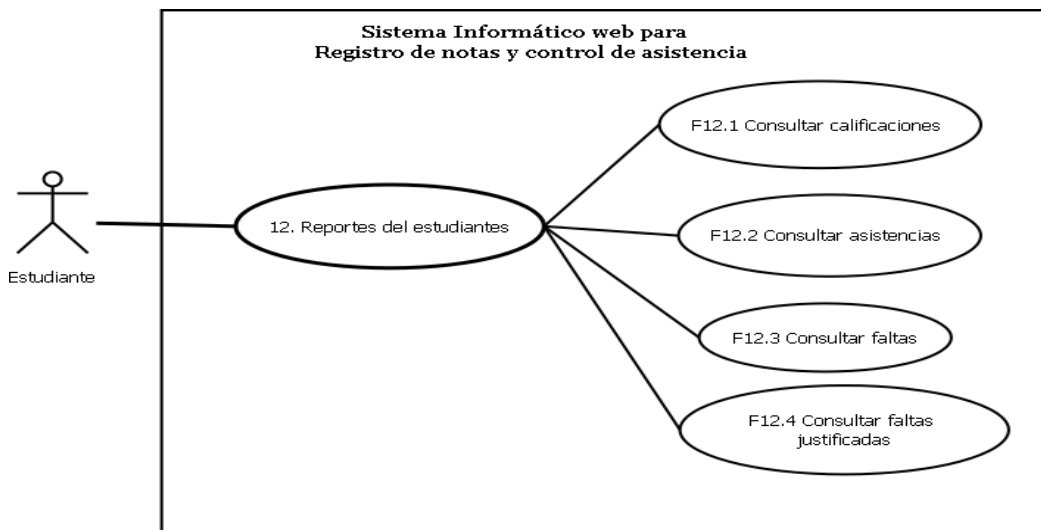 Sistema Informático web para
Registro de notas y control de asistencia
F12.1 Consultar calificaciones
12. Reportes del estudiantes
F12.2 Consultar asistencias
Estudiante
F12.3 Consultar faltas
F12.4 Consultar faltas
justificadas